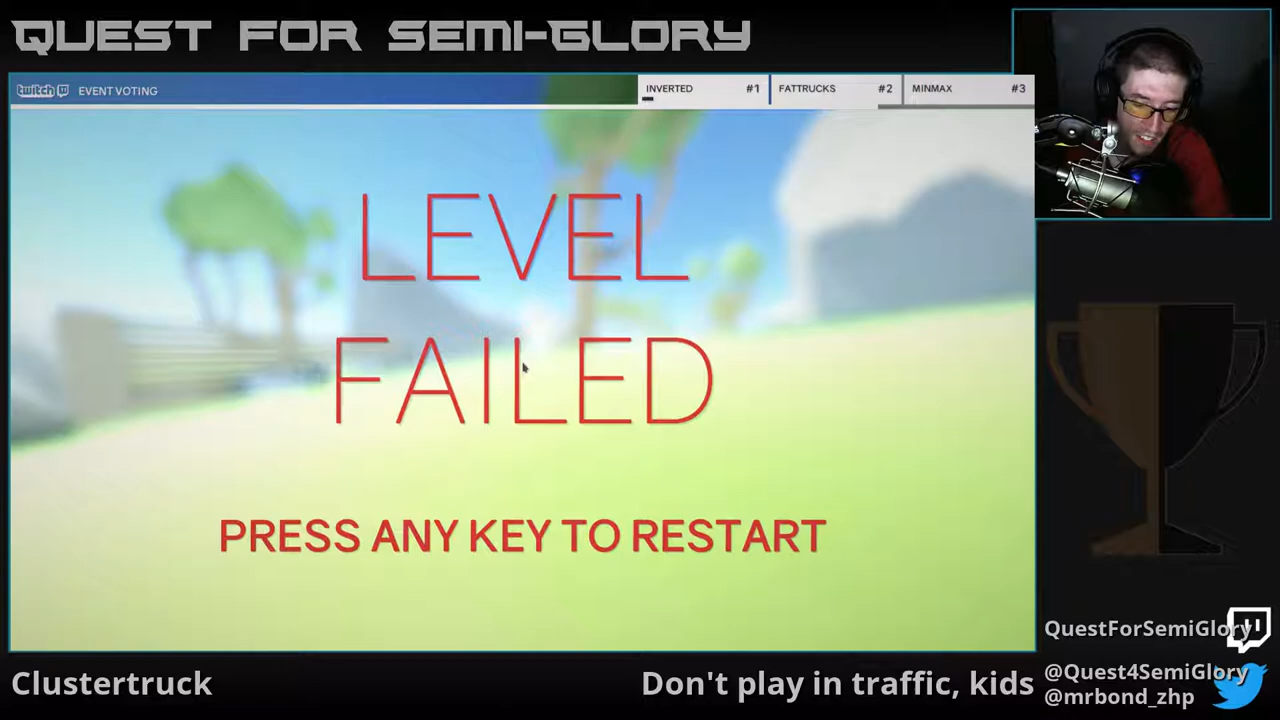 QUEST FOR SEMI-GLORY
twitch EVENT VOTING
INVERTED #1 FATTRUCKS #2 MINMAX #3
LEVEL
FAILED
PRESS ANY KEY TO RESTART
QuestForSemiGlory
@Quest4SemiGlory
@mrbond_zhp
Clustertruck
Don't play in traffic, kids